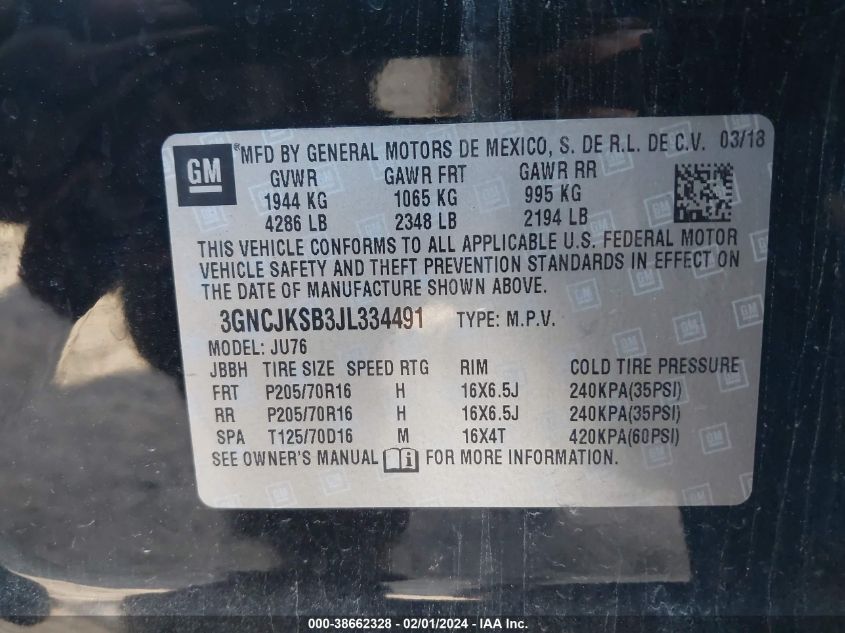 GM ®MFD BY GENERAL MOTORS DE MEXICO, S. DE R.L. DE C.V. 03/18
GVWR GAWR FRT GAWR RR
1944 KG 1065 KG 995 KG
4286 LB 2348 LB 2194 LB
THIS VEHICLE CONFORMS TO ALL APPLICABLE U.S. FEDERAL MOTOR
VEHICLE SAFETY AND THEFT PREVENTION STANDARDS IN EFFECT ON
THE DATE OF MANUFACTURE SHOWN ABOVE.
3GNCJKSB3JL334491 TYPE: M.P.V.
MODEL: JU76
JBBH TIRE SIZE SPEED RTG RIM COLD TIRE PRESSURE
FRT P205/70R16 H 16X6.5J 240KPA(35PSI)
RR P205/70R16 H 16X6.5J 240KPA(35PSI)
SPA T125/70D16 M 16X4T 420KPA(60PSI)
SEE OWNER'S MANUAL FOR MORE INFORMATION.
000-38662328 - 02/01/2024 - IAA Inc.